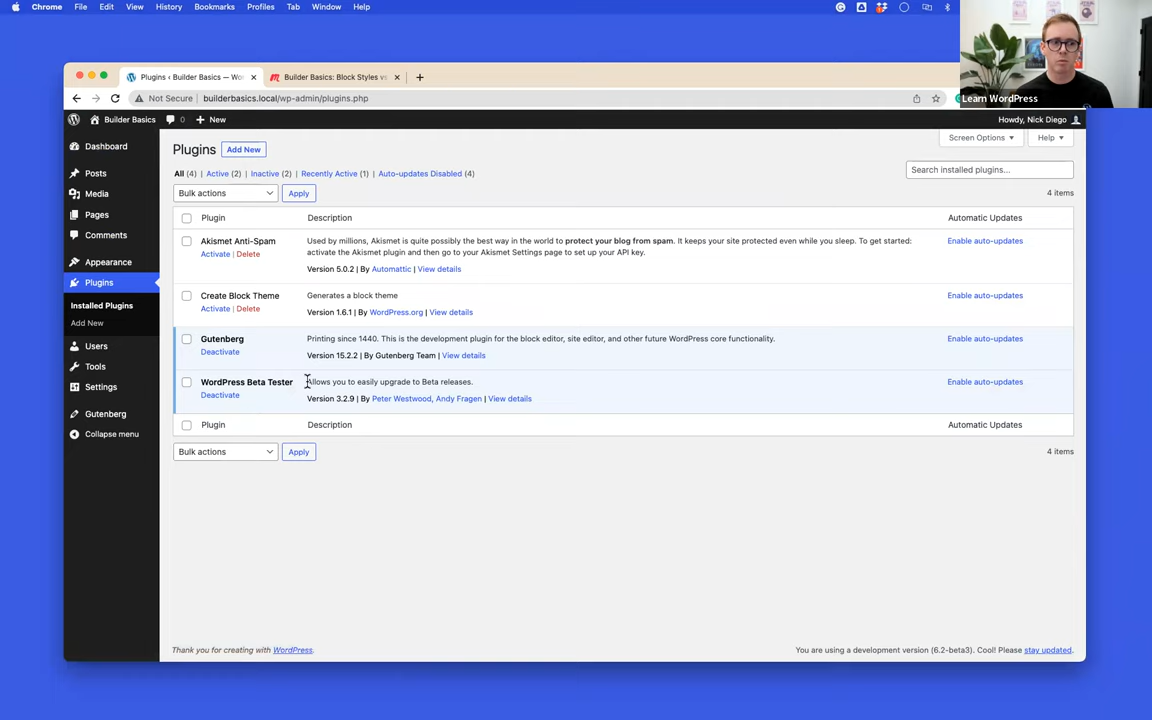 Chrome File Edit View History Bookmarks Profiles Tab Window Help
Learn WordPress
Plugins ‹ Builder Basics — Wo
Builder Basics: Block Styles vs
Not Secure builderbasics.local/wp-admin/plugins.php
Builder Basics 0 New
Howdy, Nick Diego
Dashboard
Posts
Media
Pages
Comments
Appearance
Plugins
Installed Plugins
Add New
Users
Tools
Settings
Gutenberg
Collapse menu
Screen Options Help
Plugins Add New
All (4) Active (2) | Inactive (2) | Recently Active (1) | Auto-updates Disabled (4)
Search installed plugins...
Bulk actions Apply
4 items
Plugin Description Automatic Updates
Akismet Anti-Spam
Activate | Delete
Used by millions, Akismet is quite possibly the best way in the world to protect your blog from spam. It keeps your site protected even while you sleep. To get started:
activate the Akismet plugin and then go to your Akismet Settings page to set up your API key.
Version 5.0.2 | By Automattic | View details
Enable auto-updates
Create Block Theme
Activate | Delete
Generates a block theme
Version 1.6.1 | By WordPress.org | View details
Enable auto-updates
Gutenberg
Deactivate
Printing since 1440. This is the development plugin for the block editor, site editor, and other future WordPress core functionality.
Version 15.2.2 | By Gutenberg Team | View details
Enable auto-updates
WordPress Beta Tester
Deactivate
Allows you to easily upgrade to Beta releases.
Version 3.2.9 | By Peter Westwood, Andy Fragen | View details
Enable auto-updates
Plugin Description Automatic Updates
Bulk actions Apply
4 items
Thank you for creating with WordPress.
You are using a development version (6.2-beta3). Cool! Please stay updated.